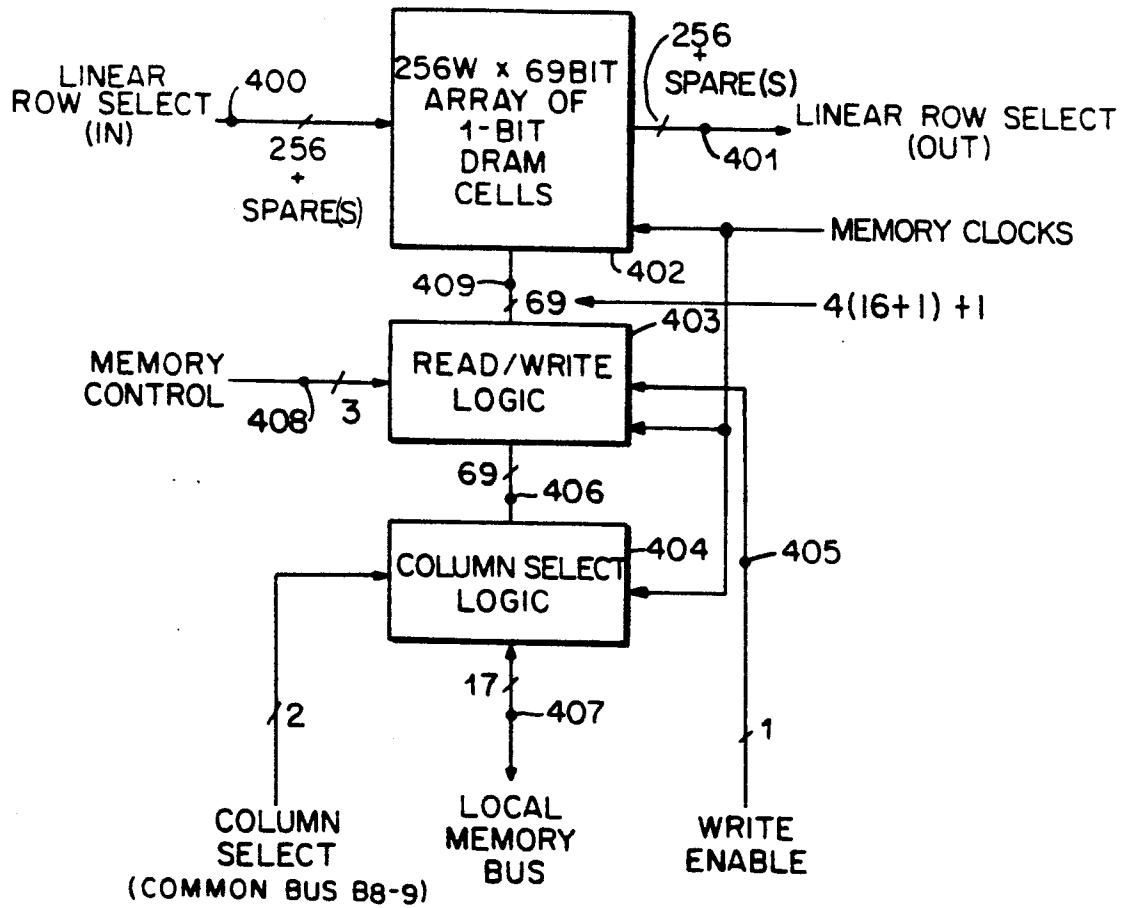 LINEAR
ROW SELECT
(IN)
400
256
+
SPARE(S)
256W x 69BIT
ARRAY OF
1-BIT
DRAM
CELLS
256
+
SPARE(S)
LINEAR ROW SELECT
(OUT)
401
MEMORY CLOCKS
402
409
69
4(16+1) +1
403
MEMORY
CONTROL
408
3
READ/WRITE
LOGIC
69
406
404
COLUMN SELECT
LOGIC
405
17
407
2
1
COLUMN
SELECT
(COMMON BUS B8-9)
LOCAL
MEMORY
BUS
WRITE
ENABLE